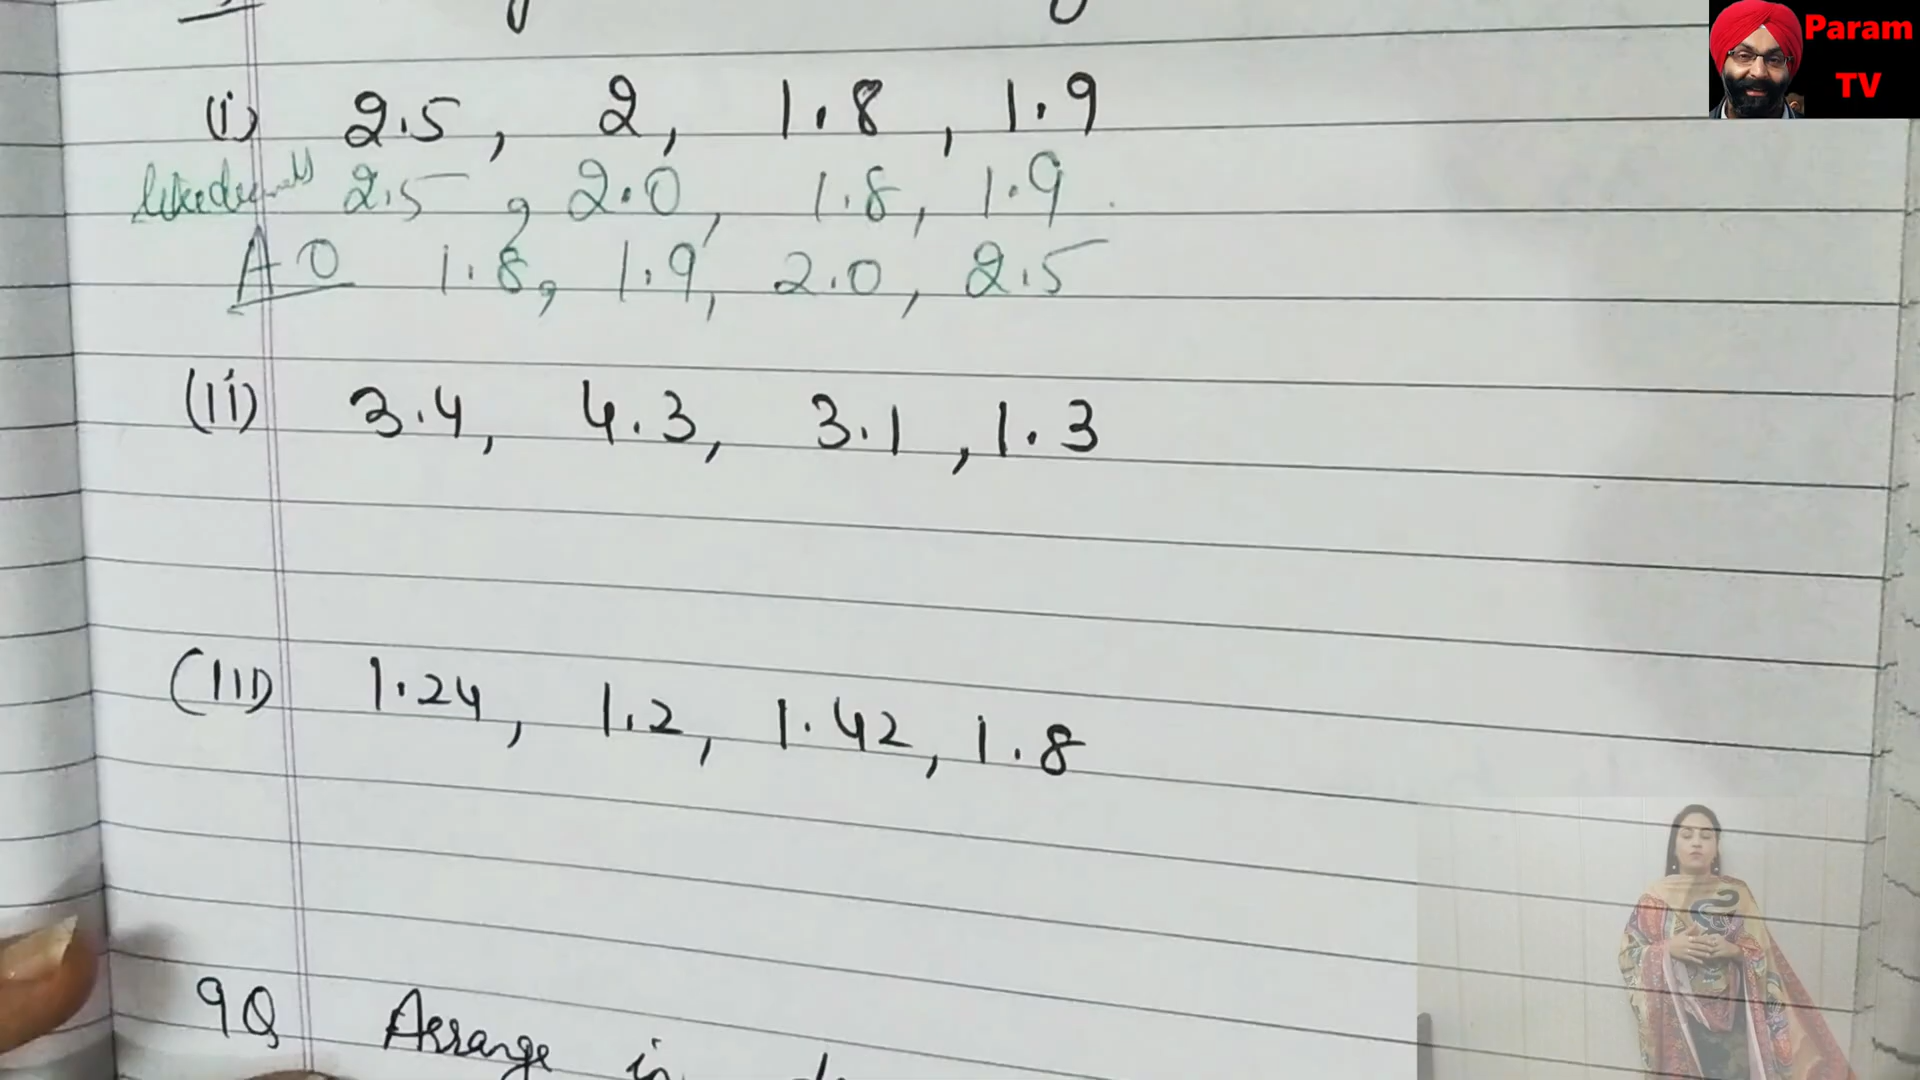 Param
TV
(i) 2.5, 2, 1.8, 1.9
like decimals 2.5, 2.0, 1.8, 1.9
A O 1.8, 1.9, 2.0, 2.5
(ii) 3.4, 4.3, 3.1, 1.3
(iii) 1.24, 1.2, 1.42, 1.8
9Q Arrange in